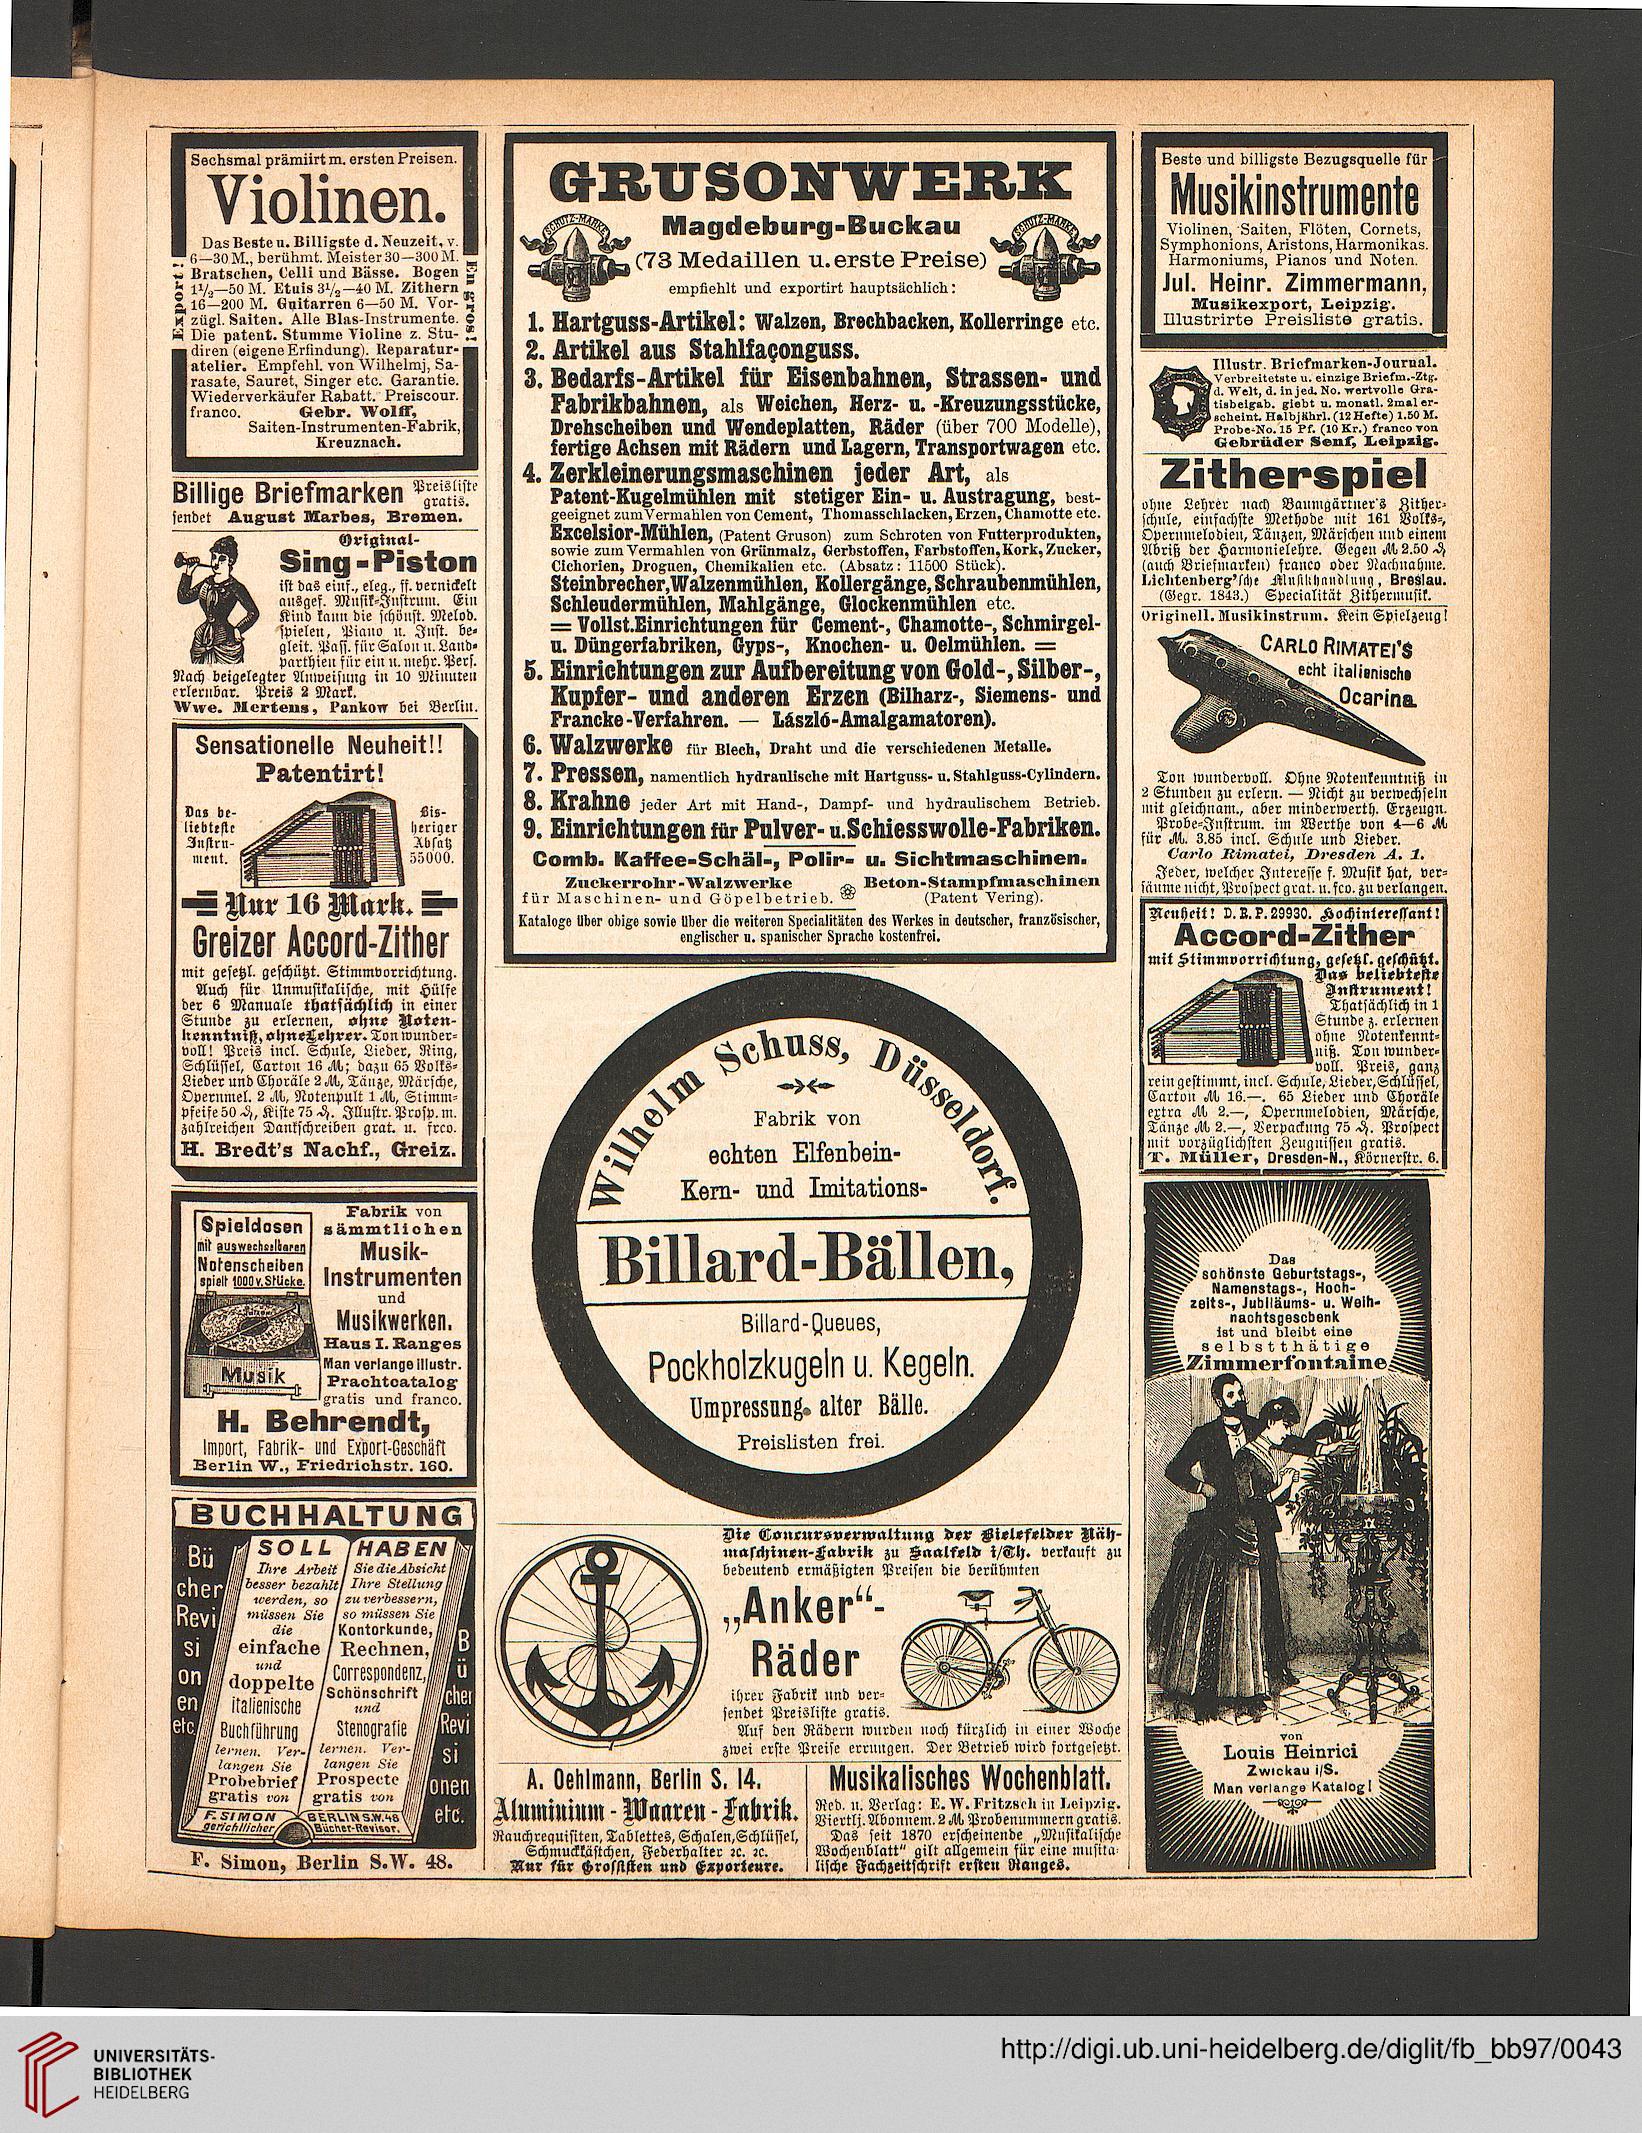 Sechsmal prämiirt m. ersten Preisen.
Violinen.
Das Beste u. Billigste d. Neuzeit, v.
6—30 M., berühmt. Meister 30—300 M.
Bratschen, Celli und Bässe. Bogen
1½—50 M. Etuis 3½—40 M. Zithern
16—200 M. Guitarren 6—50 M. Vor-
zügl. Saiten. Alle Blas-Instrumente.
Die patent. Stumme Violine z. Stu-
diren (eigene Erfindung). Reparatur-
atelier. Empfehl. von Wilhelmj, Sa-
rasate, Sauret, Singer etc. Garantie.
Wiederverkäufer Rabatt. Preiscour.
franco. Gebr. Wolff,
Saiten-Instrumenten-Fabrik,
Kreuznach.
Export!
En gros!
Billige Briefmarken Preisliste
gratis.
sendet August Marbes, Bremen.
Original-
Sing-Piston
ist das einf., eleg., ff. vernickelt
ausgef. Musik-Instrum. Ein
Kind kann die schönst. Melod.
spielen, Piano u. Inst. be-
gleit. Pass. für Salon u. Land-
parthien für ein u. mehr. Pers.
Nach beigelegter Anweisung in 10 Minuten
erlernbar. Preis 2 Mark.
Wwe. Mertens, Pankow bei Berlin.
Sensationelle Neuheit!!
Patentirt!
Das be-
liebteste
Instru-
ment.
Bis-
heriger
Absatz
55000.
Nur 16 Mark.
Greizer Accord-Zither
mit gesetzl. geschützt. Stimmvorrichtung.
Auch für Unmusikalische, mit Hülfe
der 6 Manuale thatsächlich in einer
Stunde zu erlernen, ohne Noten-
kenntniß, ohne Lehrer. Ton wunder-
voll! Preis incl. Schule, Lieder, Ring,
Schlüssel, Carton 16 M; dazu 65 Volks-
Lieder und Choräle 2 M, Tänze, Märsche,
Opernmel. 2 M, Notenpult 1 M, Stimm-
pfeife 50 ₰, Kiste 75 ₰. Illustr. Prosp. m.
zahlreichen Dankschreiben grat. u. frco.
H. Bredt's Nachf., Greiz.
Spieldosen
mit auswechselbaren
Notenscheiben
spielt 1000 v. Stücke.
Musik
Fabrik von
sämmtlichen
Musik-
Instrumenten
und
Musikwerken.
Haus I. Ranges
Man verlange illustr.
Prachtcatalog
gratis und franco.
H. Behrendt,
Import, Fabrik- und Export-Geschäft
Berlin W., Friedrichstr. 160.
BUCHHALTUNG
Bü
cher
Revi
si
on
en
etc.
SOLL
Ihre Arbeit
besser bezahlt
werden, so
müssen Sie
die
einfache
und
doppelte
italienische
Buchführung
lernen. Ver-
langen Sie
Probebrief
gratis von
F. SIMON
gerichtlicher
HABEN
Sie die Absicht
Ihre Stellung
zu verbessern,
so müssen Sie
Kontorkunde,
Rechnen,
Correspondenz,
Schönschrift
und
Stenografie
lernen. Ver-
langen Sie
Prospecte
gratis von
BERLIN S.W. 48
Bücher-Revisor.
B
ü
cher
Revi
si
onen
etc.
F. Simon, Berlin S.W. 48.
GRUSONWERK
Magdeburg-Buckau
SCHUTZ-MARKE
SCHUTZ-MARKE
(73 Medaillen u. erste Preise)
empfiehlt und exportirt hauptsächlich:
1. Hartguss-Artikel: Walzen, Brechbacken, Kollerringe etc.
2. Artikel aus Stahlfaçonguss.
3. Bedarfs-Artikel für Eisenbahnen, Strassen- und
Fabrikbahnen, als Weichen, Herz- u. -Kreuzungsstücke,
Drehscheiben und Wendeplatten, Räder (über 700 Modelle),
fertige Achsen mit Rädern und Lagern, Transportwagen etc.
4. Zerkleinerungsmaschinen jeder Art, als
Patent-Kugelmühlen mit stetiger Ein- u. Austragung, best-
geeignet zum Vermahlen von Cement, Thomasschlacken, Erzen, Chamotte etc.
Excelsior-Mühlen, (Patent Gruson) zum Schroten von Futterprodukten,
sowie zum Vermahlen von Grünmalz, Gerbstoffen, Farbstoffen, Kork, Zucker,
Cichorien, Droguen, Chemikalien etc. (Absatz: 11500 Stück).
Steinbrecher, Walzenmühlen, Kollergänge, Schraubenmühlen,
Schleudermühlen, Mahlgänge, Glockenmühlen etc.
= Vollst. Einrichtungen für Cement-, Chamotte-, Schmirgel-
u. Düngerfabriken, Gyps-, Knochen- u. Oelmühlen. =
5. Einrichtungen zur Aufbereitung von Gold-, Silber-,
Kupfer- und anderen Erzen (Bilharz-, Siemens- und
Francke-Verfahren. — László-Amalgamatoren).
6. Walzwerke für Blech, Draht und die verschiedenen Metalle.
7. Pressen, namentlich hydraulische mit Hartguss- u. Stahlguss-Cylindern.
8. Krahne jeder Art mit Hand-, Dampf- und hydraulischem Betrieb.
9. Einrichtungen für Pulver- u. Schiesswolle-Fabriken.
Comb. Kaffee-Schäl-, Polir- u. Sichtmaschinen.
Zuckerrohr-Walzwerke
für Maschinen- und Göpelbetrieb.
Beton-Stampfmaschinen
(Patent Vering).
Kataloge über obige sowie über die weiteren Specialitäten des Werkes in deutscher, französischer,
englischer u. spanischer Sprache kostenfrei.
Wilhelm Schuss, Düsseldorf.
Fabrik von
echten Elfenbein-
Kern- und Imitations-
Billard-Bällen,
Billard-Queues,
Pockholzkugeln u. Kegeln.
Umpressung alter Bälle.
Preislisten frei.
Die Concursverwaltung der Bielefelder Näh-
maschinen-Fabrik zu Saalfeld i/Th. verkauft zu
bedeutend ermäßigten Preisen die berühmten
„Anker“-
Räder
ihrer Fabrik und ver-
sendet Preisliste gratis.
Auf den Rädern wurden noch kürzlich in einer Woche
zwei erste Preise errungen. Der Betrieb wird fortgesetzt.
A. Oehlmann, Berlin S. 14.
Aluminium-Waaren-Fabrik.
Rauchrequisiten, Tablettes, Schalen, Schlüssel,
Schmuckkästchen, Federhalter ꝛc. ꝛc.
Nur für Grossisten und Exporteure.
Musikalisches Wochenblatt.
Red. u. Verlag: E. W. Fritzsch in Leipzig.
Viertlj. Abonnem. 2 M. Probenummern gratis.
Das seit 1870 erscheinende „Musikalische
Wochenblatt“ gilt allgemein für eine musika-
lische Fachzeitschrift ersten Ranges.
Beste und billigste Bezugsquelle für
Musikinstrumente
Violinen, Saiten, Flöten, Cornets,
Symphonions, Aristons, Harmonikas.
Harmoniums, Pianos und Noten.
Jul. Heinr. Zimmermann,
Musikexport, Leipzig.
Illustrirte Preisliste gratis.
Illustr. Briefmarken-Journal.
Verbreitetste u. einzige Briefm.-Ztg.
d. Welt, d. in jed. No. wertvolle Gra-
tisbeigab. giebt u. monatl. 2mal er-
scheint. Halbjährl. (12 Hefte) 1.50 M.
Probe-No. 15 Pf. (10 Kr.) franco von
Gebrüder Senf, Leipzig.
Zitherspiel
ohne Lehrer nach Baumgärtner's Zither-
schule, einfachste Methode mit 161 Volks-,
Opernmelodien, Tänzen, Märschen und einem
Abriß der Harmonielehre. Gegen M 2.50 ₰
(auch Briefmarken) franco oder Nachnahme.
Lichtenberg'sche Musikhandlung, Breslau.
(Gegr. 1843.) Specialität Zithermusik.
Originell. Musikinstrum. Kein Spielzeug!
CARLO RIMATEI'S
echt italienische
Ocarina
Ton wundervoll. Ohne Notenkenntniß in
2 Stunden zu erlern. — Nicht zu verwechseln
mit gleichnam., aber minderwerth. Erzeugn.
Probe-Instrum. im Werthe von 4—6 M
für M. 3.85 incl. Schule und Lieder.
Carlo Rimatei, Dresden A. 1.
Jeder, welcher Interesse f. Musik hat, ver-
säume nicht, Prospect grat. u. fco. zu verlangen.
Neuheit! D.R.P. 29930. Hochinteressant!
Accord-Zither
mit Stimmvorrichtung, gesetzl. geschützt.
Das beliebteste
Instrument!
Thatsächlich in 1
Stunde z. erlernen
ohne Notenkennt-
niß. Ton wunder-
voll. Preis, ganz
rein gestimmt, incl. Schule, Lieder, Schlüssel,
Carton M 16.—. 65 Lieder und Choräle
extra M 2.—, Opernmelodien, Märsche,
Tänze M 2.—, Verpackung 75 ₰. Prospect
mit vorzüglichsten Zeugnissen gratis.
T. Müller, Dresden-N., Körnerstr. 6.
Das
schönste Geburtstags-,
Namenstags-, Hoch-
zeits-, Jubiläums- u. Weih-
nachtsgeschenk
ist und bleibt eine
selbstthätige
Zimmerfontaine
von
Louis Heinrici
Zwickau i/S.
Man verlange Katalog!
UNIVERSITÄTS-
BIBLIOTHEK
HEIDELBERG
http://digi.ub.uni-heidelberg.de/diglit/fb_bb97/0043